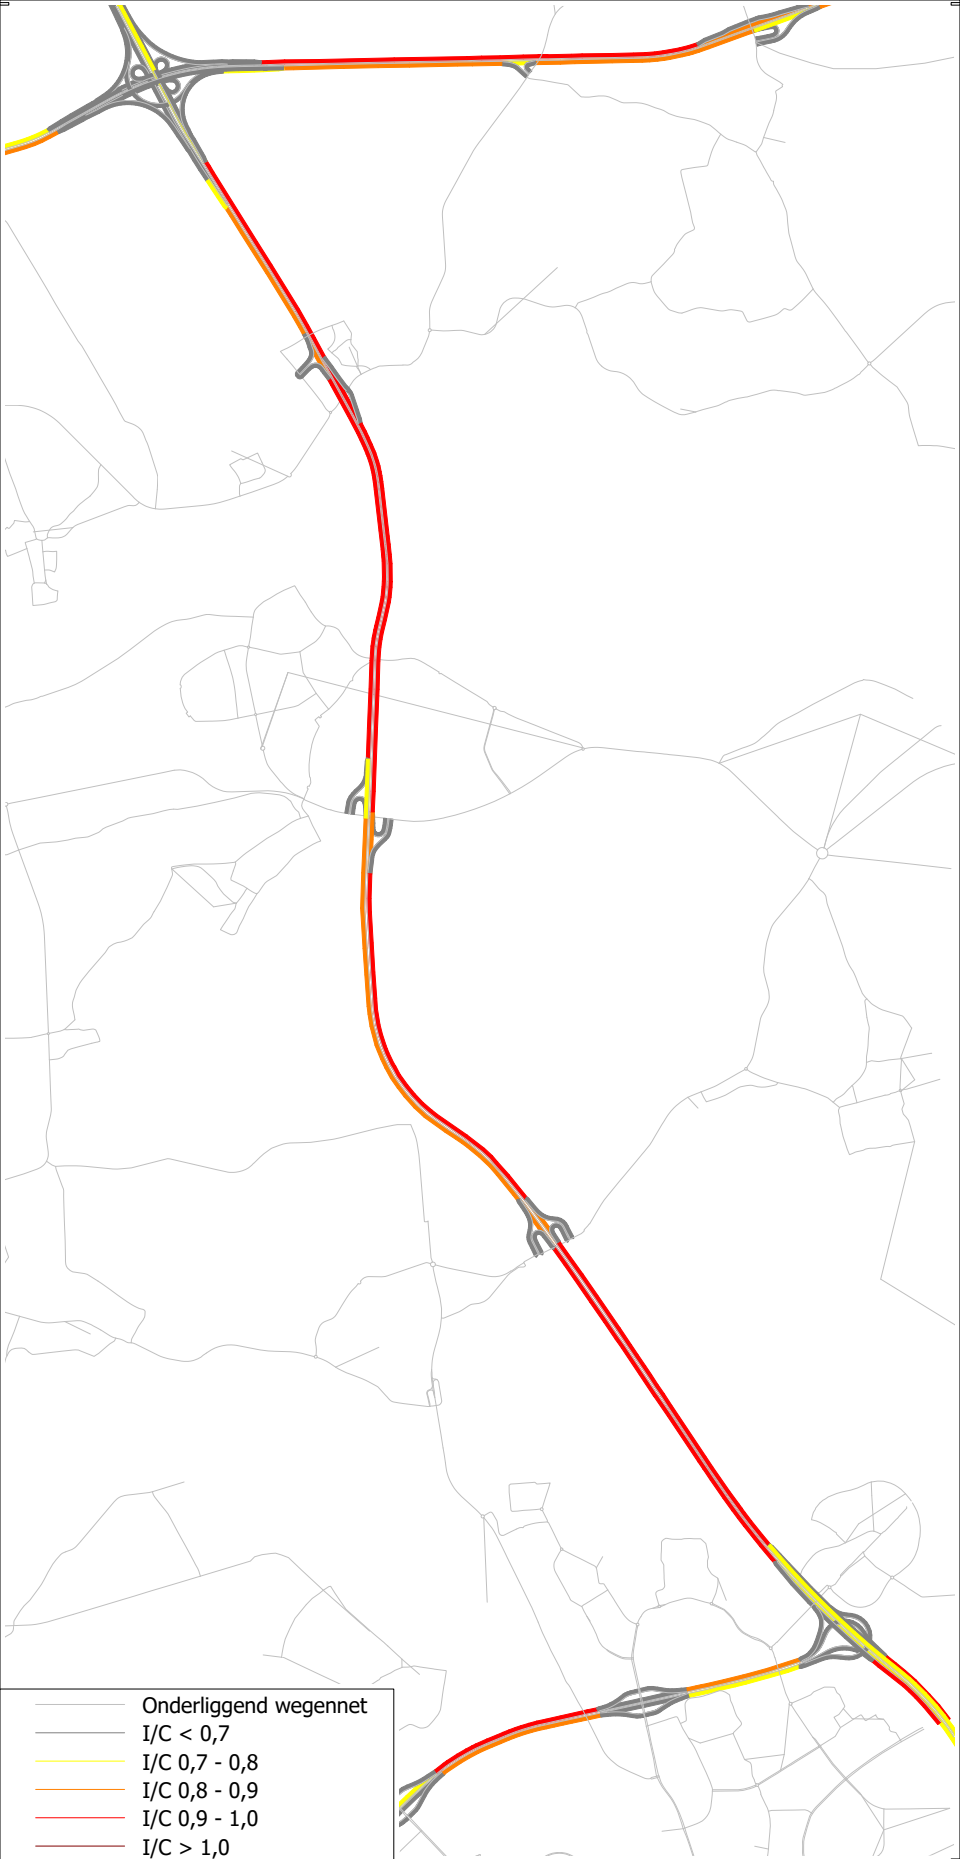 Onderliggend wegennet
I/C < 0,7
I/C 0,7 - 0,8
I/C 0,8 - 0,9
I/C 0,9 - 1,0
I/C > 1,0